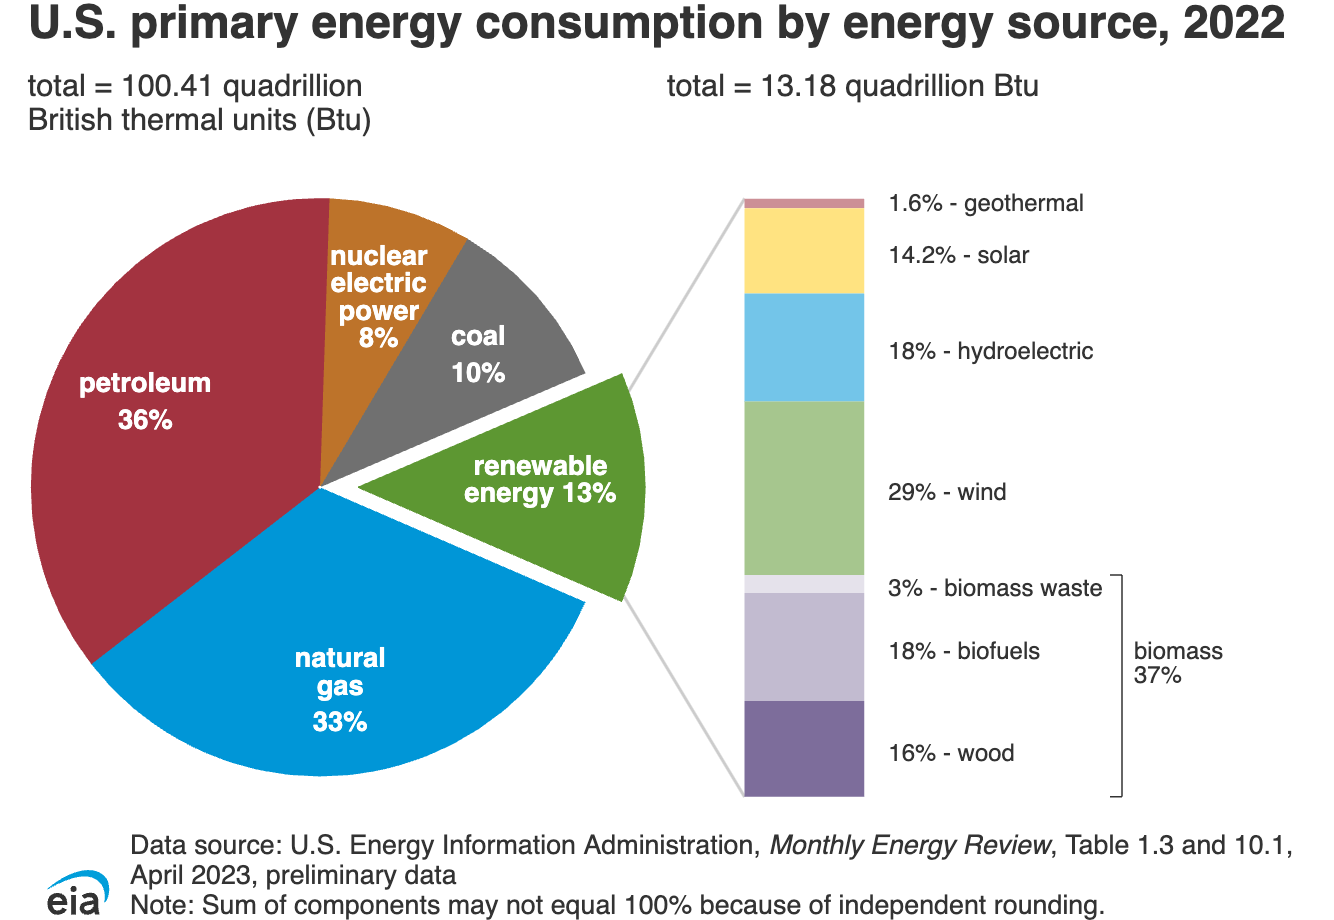 U.S. primary energy consumption by energy source, 2022
total = 100.41 quadrillion
British thermal units (Btu)
total = 13.18 quadrillion Btu
nuclear
electric
power
8%
coal
10%
petroleum
36%
renewable
energy 13%
natural
gas
33%
1.6% - geothermal
14.2% - solar
18% - hydroelectric
29% - wind
3% - biomass waste
18% - biofuels
16% - wood
biomass
37%
Data source: U.S. Energy Information Administration, Monthly Energy Review, Table 1.3 and 10.1,
April 2023, preliminary data
Note: Sum of components may not equal 100% because of independent rounding.
eia